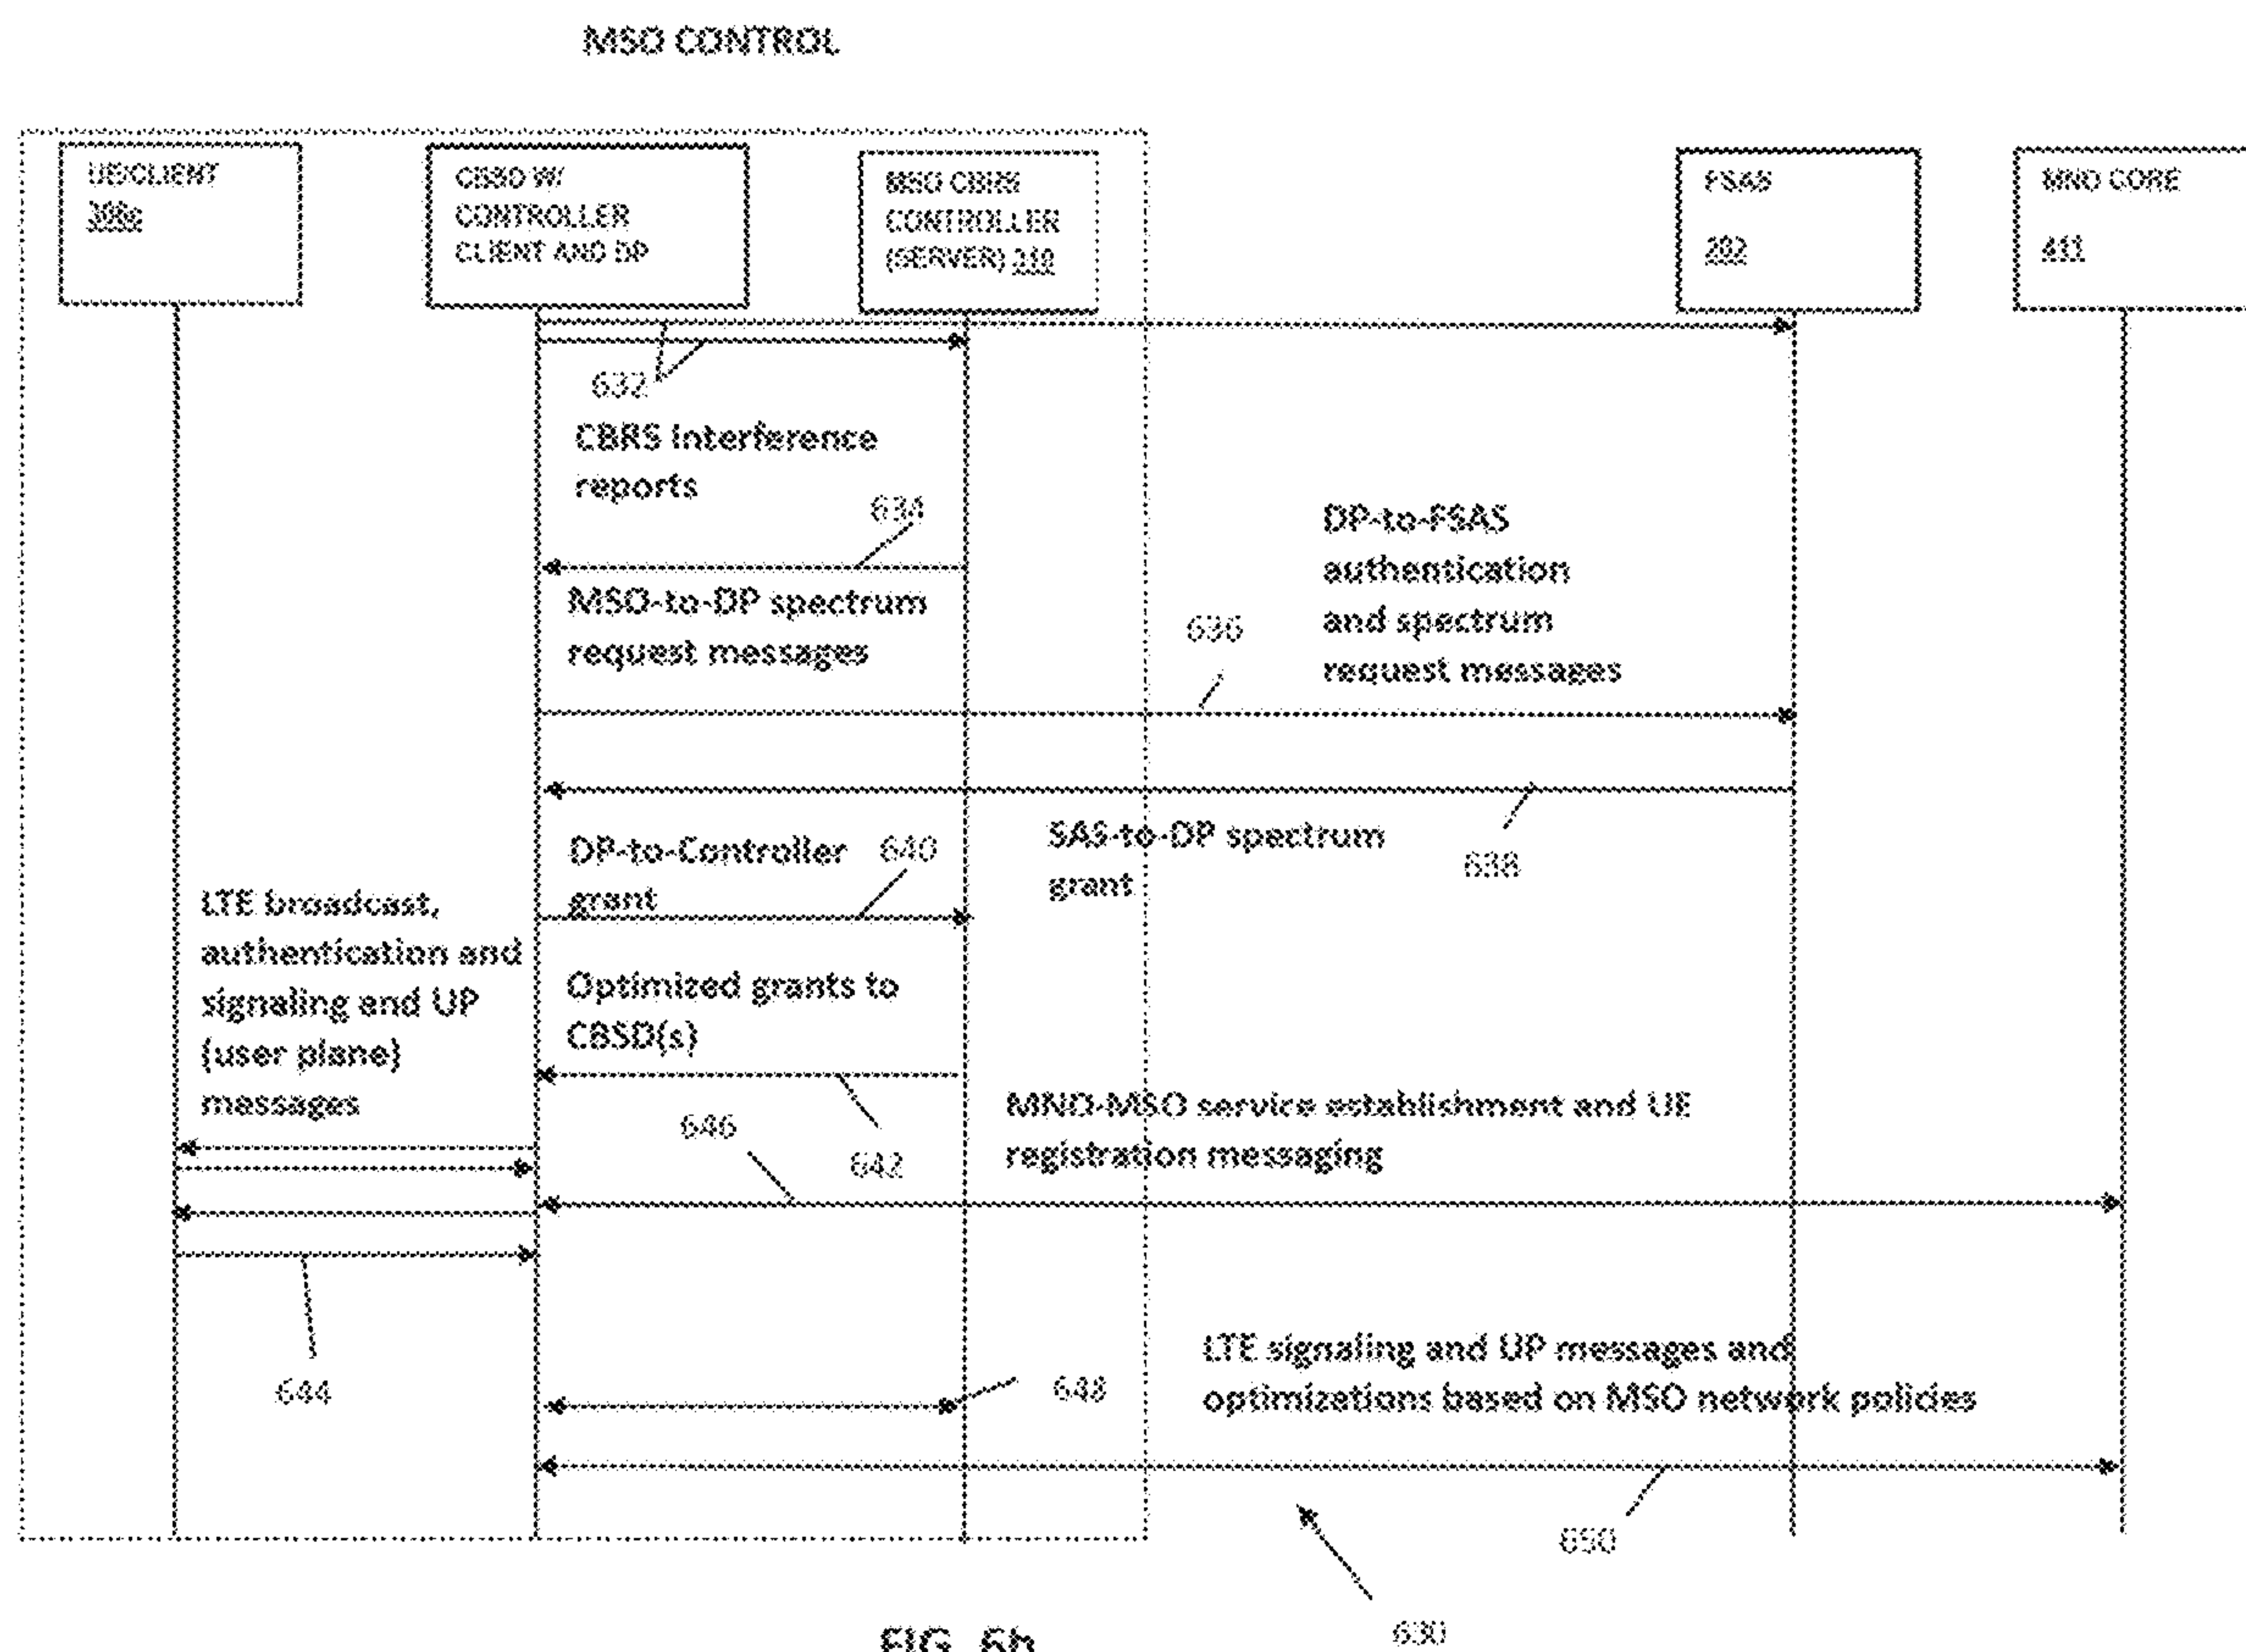 MSO CONTROL
UE/CLIENT
CBSD W/
CONTROLLER
CLIENT AND DP
MSO CBRS
CONTROLLER
(SERVER) 310
FSAS
202
MNO CORE
411
632
CBRS Interference
reports
634
MSO-to-DP spectrum
request messages
DP-to-FSAS
authentication
and spectrum
request messages
636
SAS-to-DP spectrum
grant
638
DP-to-Controller
grant
640
LTE broadcast,
authentication and
signaling and UP
(user plane)
messages
Optimized grants to
CBSD(s)
642
646
MNO-MSO service establishment and UE
registration messaging
644
648
LTE signaling and UP messages and
optimizations based on MSO network policies
650
630
FIG. 6b